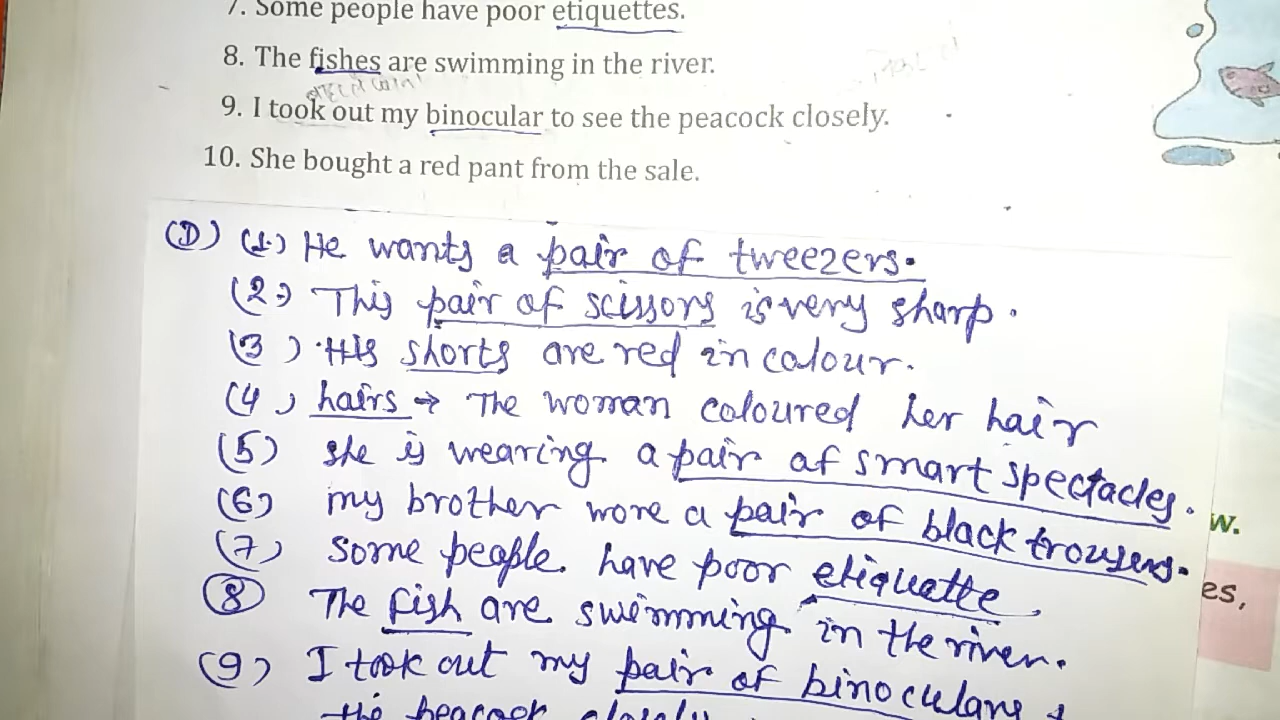 7. Some people have poor etiquettes.
8. The fishes are swimming in the river.
9. I took out my binocular to see the peacock closely.
10. She bought a red pant from the sale.
(D) (1.) He wants a pair of tweezers.
(2.) This pair of scissors is very sharp.
(3) His shorts are red in colour.
(4) hairs → The woman coloured her hair
(5) she is wearing a pair of smart spectacles.
w.
(6) my brother wore a pair of black trousers.
(7) some people have poor etiquatte.
es,
(8) The fish are swimming in the river.
(9) I took out my pair of binoculars
the peacock closely